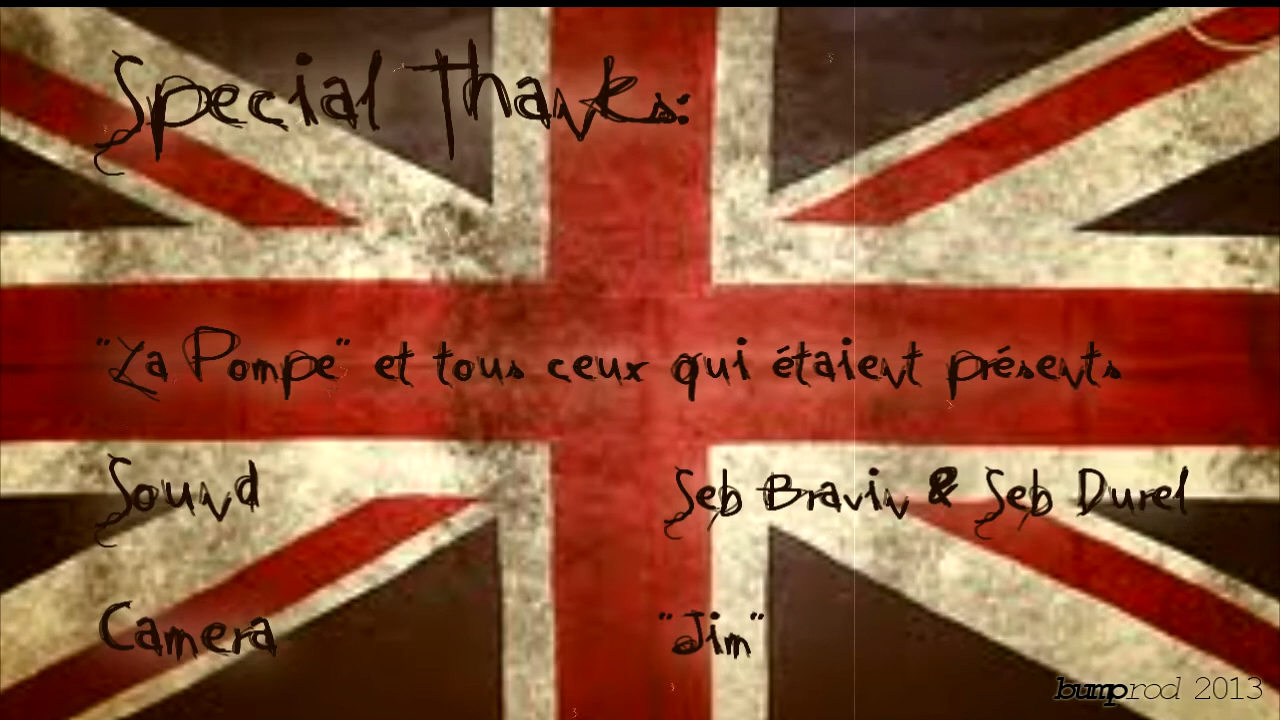 Special Thanks:
"La Pompe" et tous ceux qui étaient présents
Sound Seb Bravin & Seb Durel
Camera "Jim"
bumprod 2013